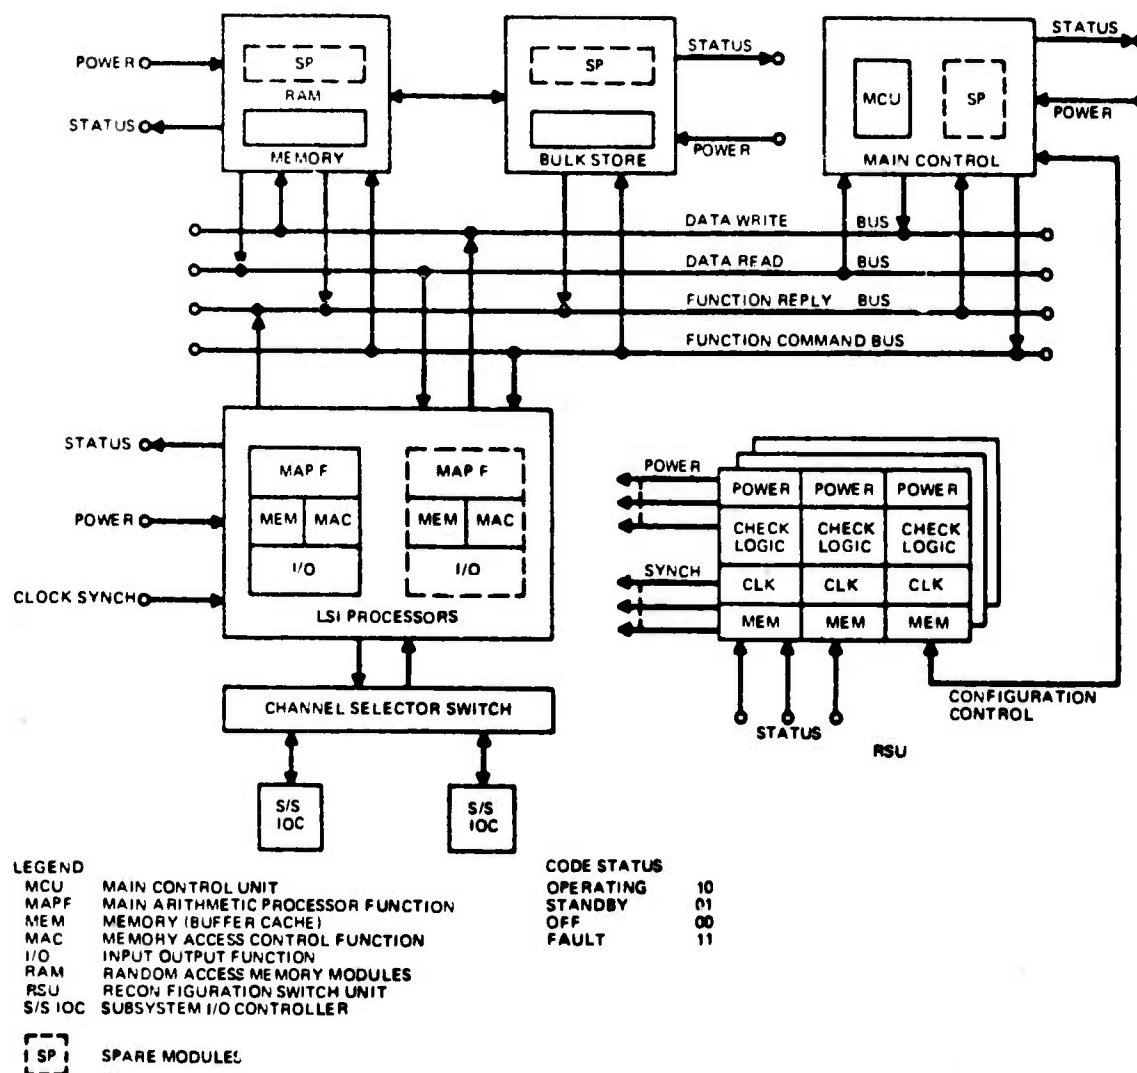 POWER
STATUS
SP
RAM
MEMORY
SP
BULK STORE
STATUS
POWER
MCU
SP
MAIN CONTROL
STATUS
POWER
DATA WRITE BUS
DATA READ BUS
FUNCTION REPLY BUS
FUNCTION COMMAND BUS
STATUS
POWER
CLOCK SYNCH
MAP F
MEM MAC
I/O
MAP F
MEM MAC
I/O
LSI PROCESSORS
CHANNEL SELECTOR SWITCH
S/S
IOC
S/S
IOC
POWER
SYNCH
POWER POWER POWER
CHECK LOGIC CHECK LOGIC CHECK LOGIC
CLK CLK CLK
MEM MEM MEM
STATUS
CONFIGURATION
CONTROL
RSU
LEGEND
MCU MAIN CONTROL UNIT
MAPF MAIN ARITHMETIC PROCESSOR FUNCTION
MEM MEMORY (BUFFER CACHE)
MAC MEMORY ACCESS CONTROL FUNCTION
I/O INPUT OUTPUT FUNCTION
RAM RANDOM ACCESS MEMORY MODULES
RSU RECON FIGURATION SWITCH UNIT
S/S IOC SUBSYSTEM I/O CONTROLLER
SP SPARE MODULES
CODE STATUS
OPERATING 10
STANDBY 01
OFF 00
FAULT 11